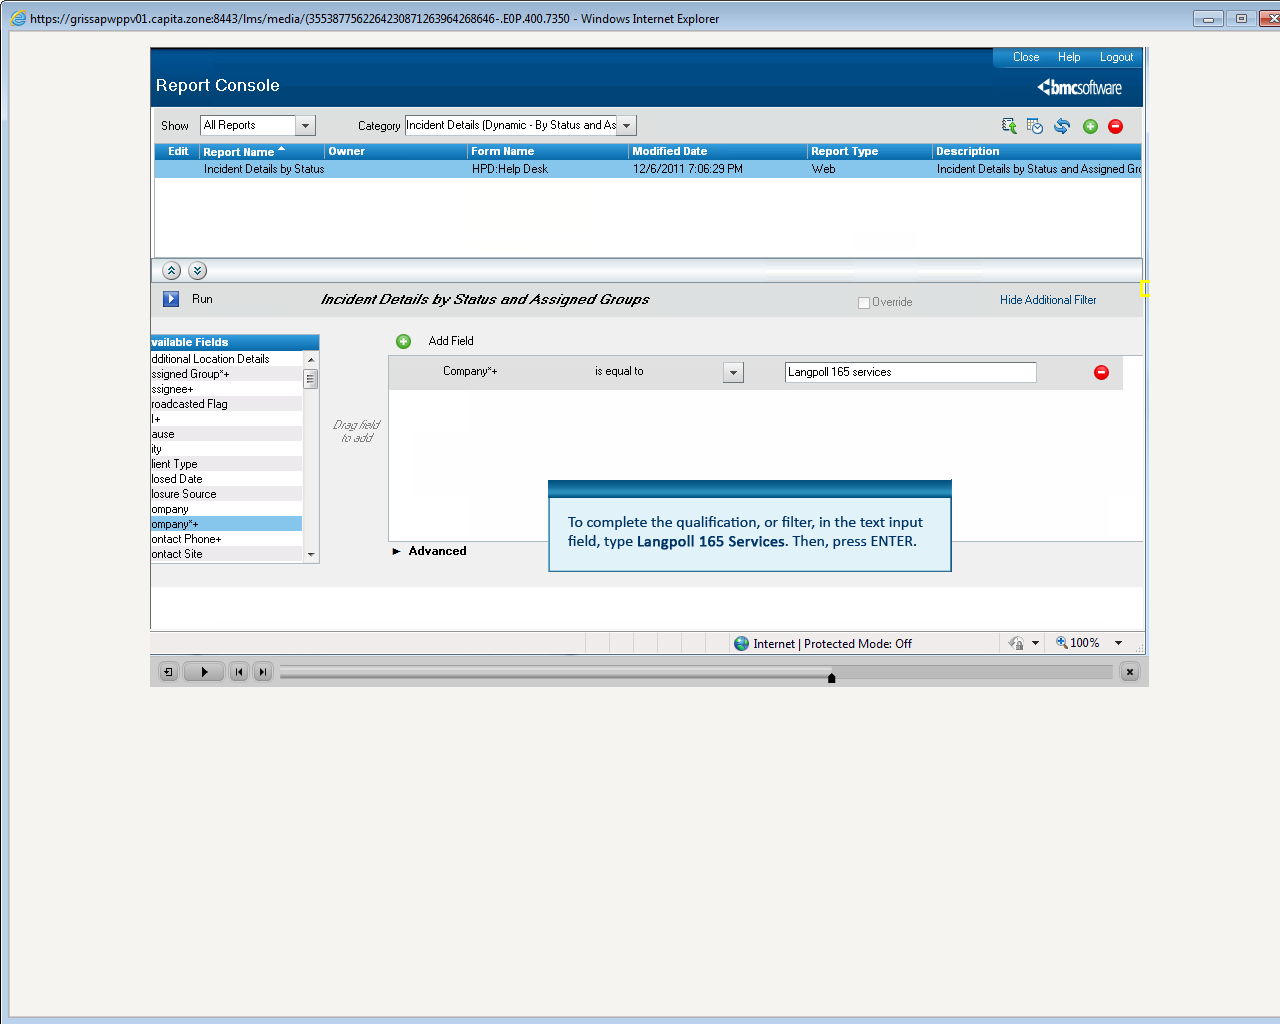 https://grissapwppv01.capita.zone:8443/lms/media/(3553877562264230871263964268646-.E0P.400.7350 - Windows Internet Explorer
Close Help Logout
Report Console
bmcsoftware
Show All Reports Category Incident Details (Dynamic - By Status and As
Edit Report Name Owner Form Name Modified Date Report Type Description
Incident Details by Status HPD:Help Desk 12/6/2011 7:06:29 PM Web Incident Details by Status and Assigned Gro
Run Incident Details by Status and Assigned Groups Override Hide Additional Filter
vailable Fields
Add Field
dditional Location Details
ssigned Group*+
Company*+ is equal to Langpoll 165 services
ssignee+
roadcasted Flag
I+
Drag field
to add
ause
ity
lient Type
losed Date
losure Source
ompany
ompany*+
ontact Phone+
ontact Site
To complete the qualification, or filter, in the text input
field, type Langpoll 165 Services. Then, press ENTER.
Advanced
Internet | Protected Mode: Off 100%